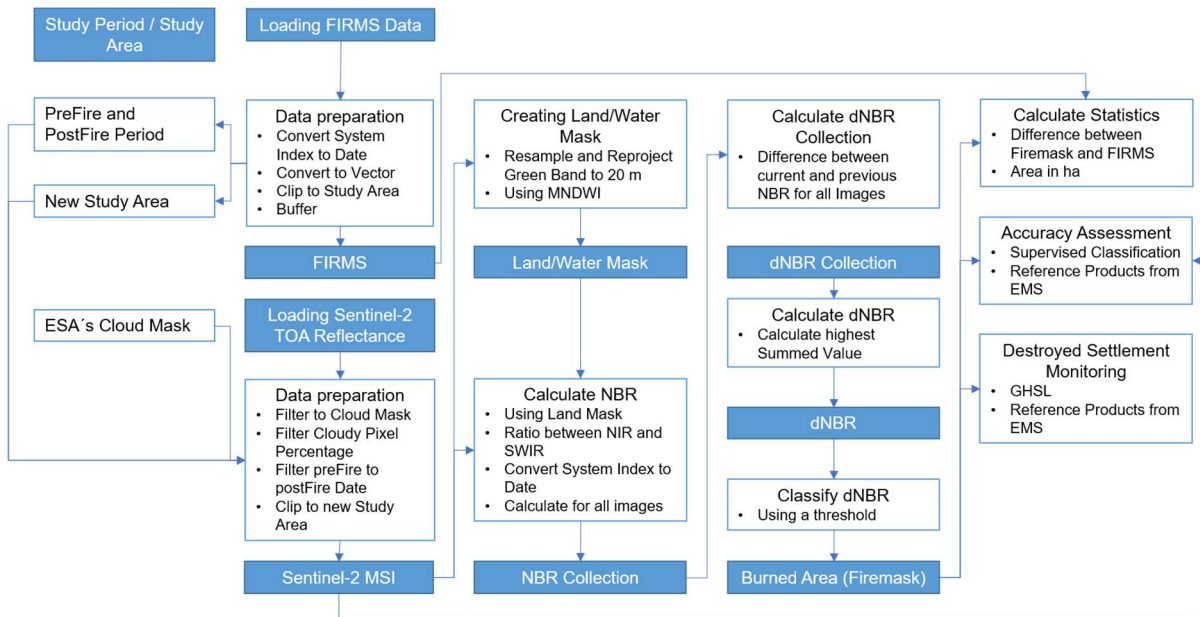 Study Period / Study
Area
PreFire and
PostFire Period
New Study Area
ESA´s Cloud Mask
Loading FIRMS Data
Data preparation
• Convert System
Index to Date
• Convert to Vector
• Clip to Study Area
• Buffer
FIRMS
Loading Sentinel-2
TOA Reflectance
Data preparation
• Filter to Cloud Mask
• Filter Cloudy Pixel
Percentage
• Filter preFire to
postFire Date
• Clip to new Study
Area
Sentinel-2 MSI
Creating Land/Water
Mask
• Resample and Reproject
Green Band to 20 m
• Using MNDWI
Land/Water Mask
Calculate NBR
• Using Land Mask
• Ratio between NIR and
SWIR
• Convert System Index to
Date
• Calculate for all images
NBR Collection
Calculate dNBR
Collection
• Difference between
current and previous
NBR for all Images
dNBR Collection
Calculate dNBR
• Calculate highest
Summed Value
dNBR
Classify dNBR
• Using a threshold
Burned Area (Firemask)
Calculate Statistics
• Difference between
Firemask and FIRMS
• Area in ha
Accuracy Assessment
• Supervised Classification
• Reference Products from
EMS
Destroyed Settlement
Monitoring
• GHSL
• Reference Products from
EMS